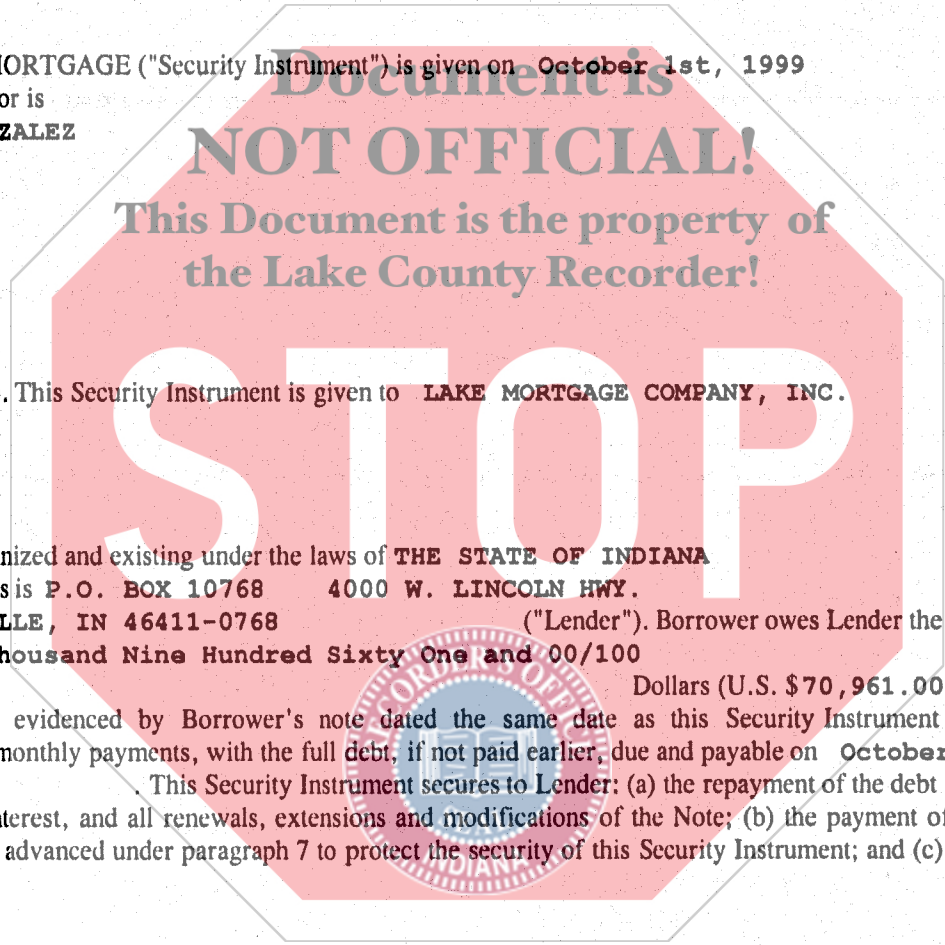 Document is
NOT OFFICIAL!
This Document is the property of
the Lake County Recorder!
STOP
IORTGAGE ("Security Instrument") is given on October 1st, 1999
or is
ZALEZ
. This Security Instrument is given to LAKE MORTGAGE COMPANY, INC.
nized and existing under the laws of THE STATE OF INDIANA
s is P.O. BOX 10768 4000 W. LINCOLN HWY.
LLE, IN 46411-0768 ("Lender"). Borrower owes Lender the
housand Nine Hundred Sixty One and 00/100
Dollars (U.S. $70,961.00
evidenced by Borrower's note dated the same date as this Security Instrument
monthly payments, with the full debt, if not paid earlier, due and payable on October
. This Security Instrument secures to Lender: (a) the repayment of the debt
terest, and all renewals, extensions and modifications of the Note; (b) the payment of
advanced under paragraph 7 to protect the security of this Security Instrument; and (c)
RECORDER'S OFFICE
INDIANA